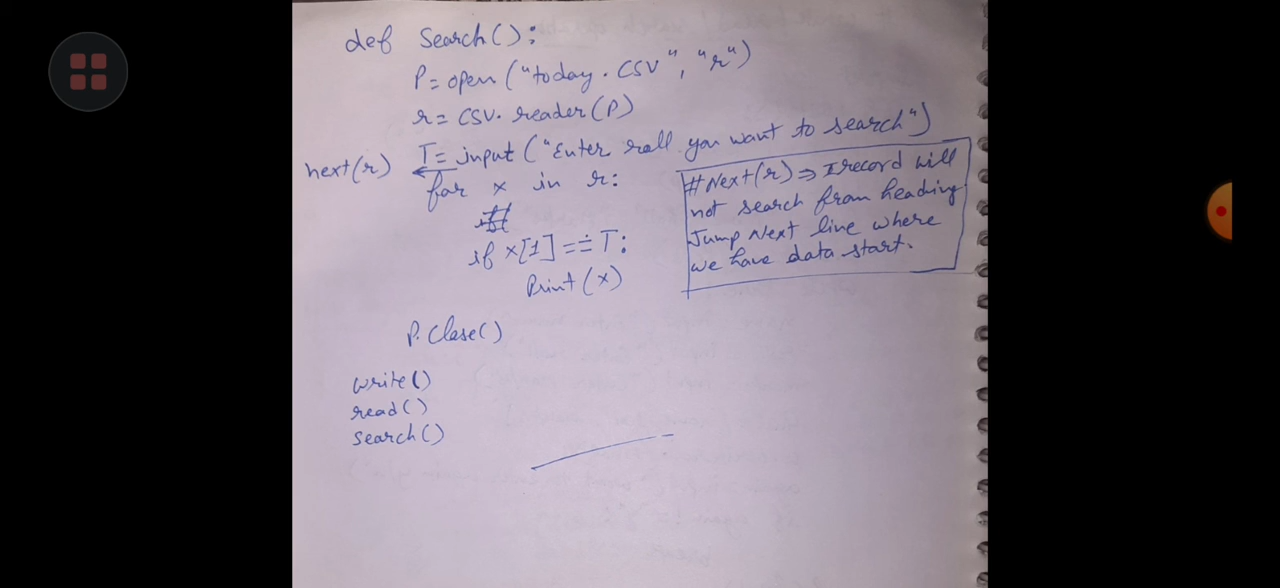 def Search():
P=open("today.CSV", "r")
r= CSV. reader(P)
T= input ("Enter roll you want to search")
next(r)
for x in r:
if x[1] == T:
Print(x)
#Next(r) ⇒ I record will
not search from heading
Jump Next line where
we have data start.
P. Close()
write()
read()
search()